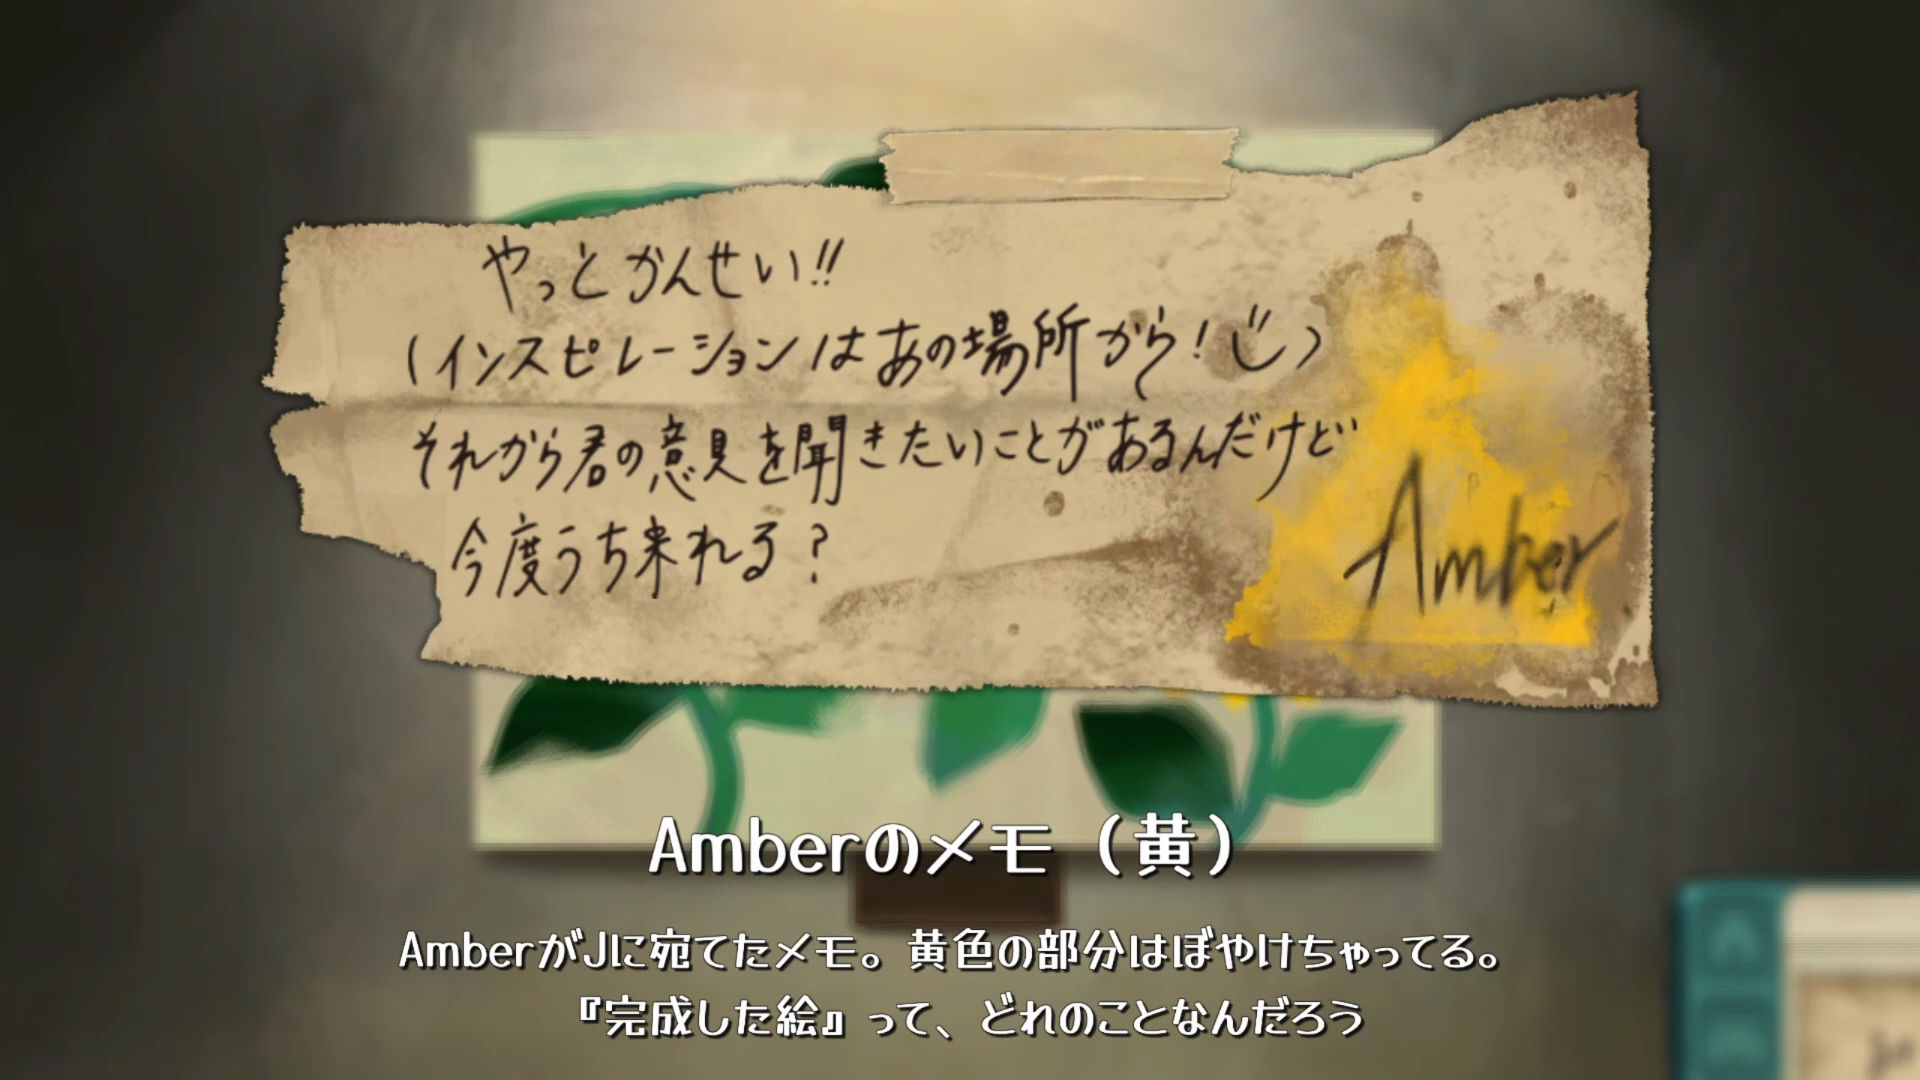 やっとかんせい!!
(インスピレーションはあの場所から!ジ)
それから君の意見を聞きたいことがあるんだけど
今度うち来れる?
Amber
Amberのメモ(黄)
AmberがJに宛てたメモ。黄色の部分はぼやけちゃってる。
『完成した絵』って、どれのことなんだろう